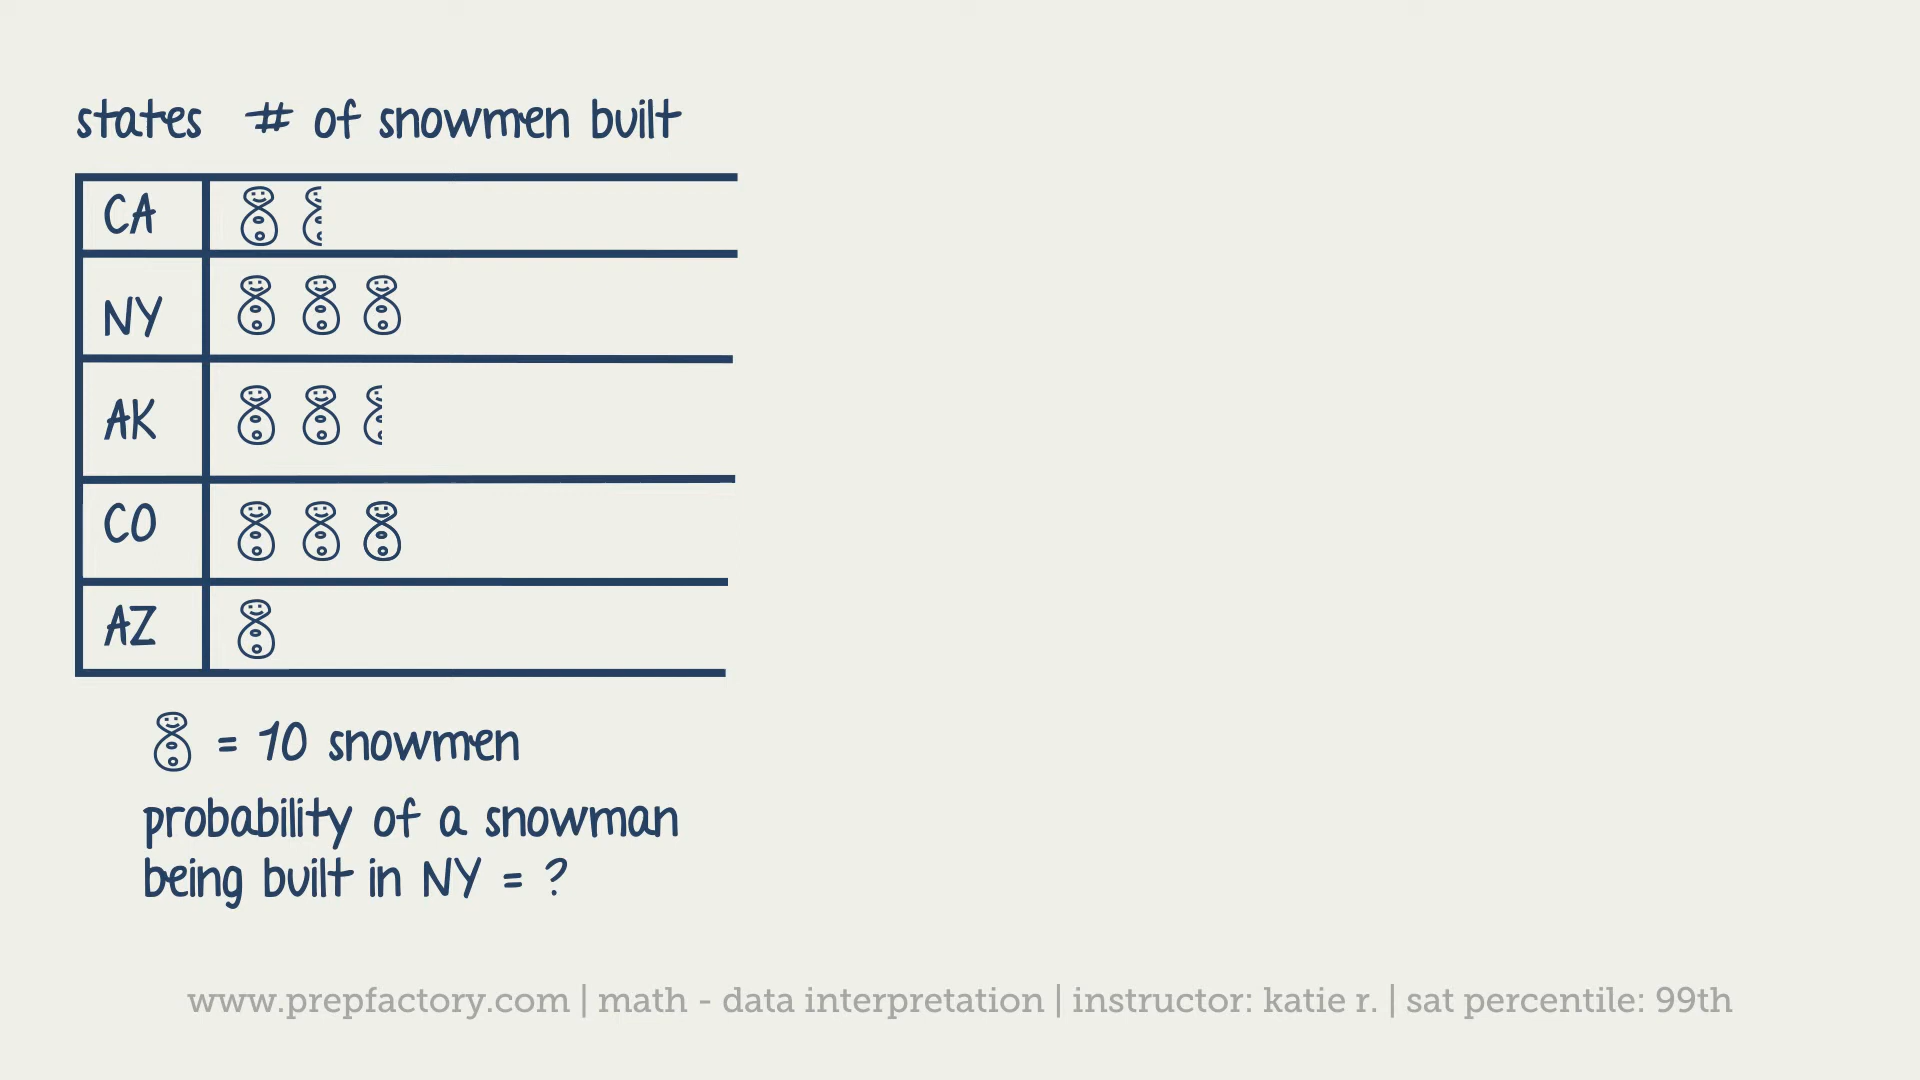 states # of snowmen built
CA
NY
AK
CO
AZ
= 10 snowmen
probability of a snowman
being built in NY = ?
www.prepfactory.com | math - data interpretation | instructor: katie r. | sat percentile: 99th